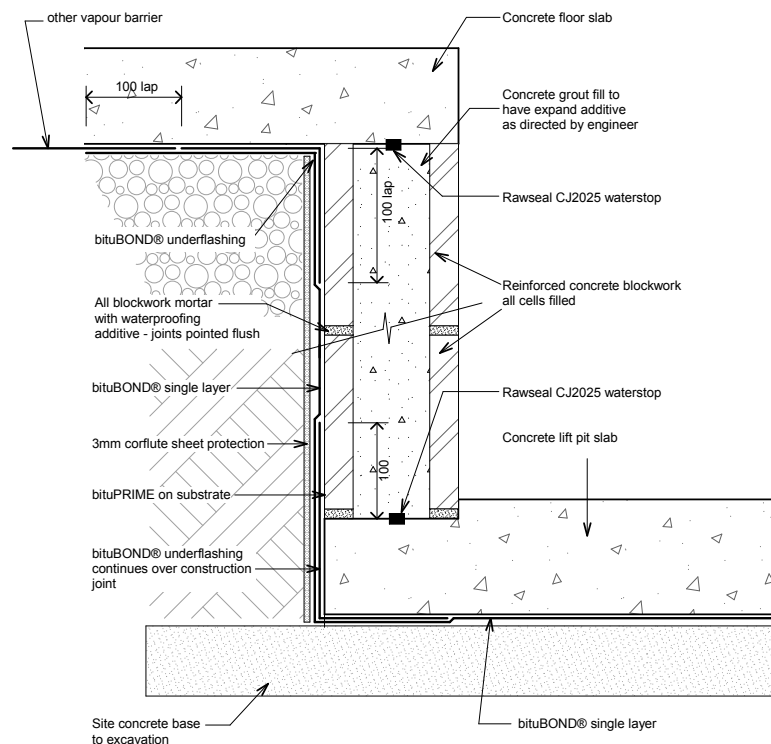 other vapour barrier
Concrete floor slab
100 lap
Concrete grout fill to
have expand additive
as directed by engineer
100 lap
Rawseal CJ2025 waterstop
bituBOND® underflashing
Reinforced concrete blockwork
all cells filled
All blockwork mortar
with waterpoofing
additive - joints pointed flush
bituBOND® single layer
Rawseal CJ2025 waterstop
3mm corflute sheet protection
100
Concrete lift pit slab
bituPRIME on substrate
bituBOND® underflashing
continues over construction
joint
Site concrete base
to excavation
bituBOND® single layer